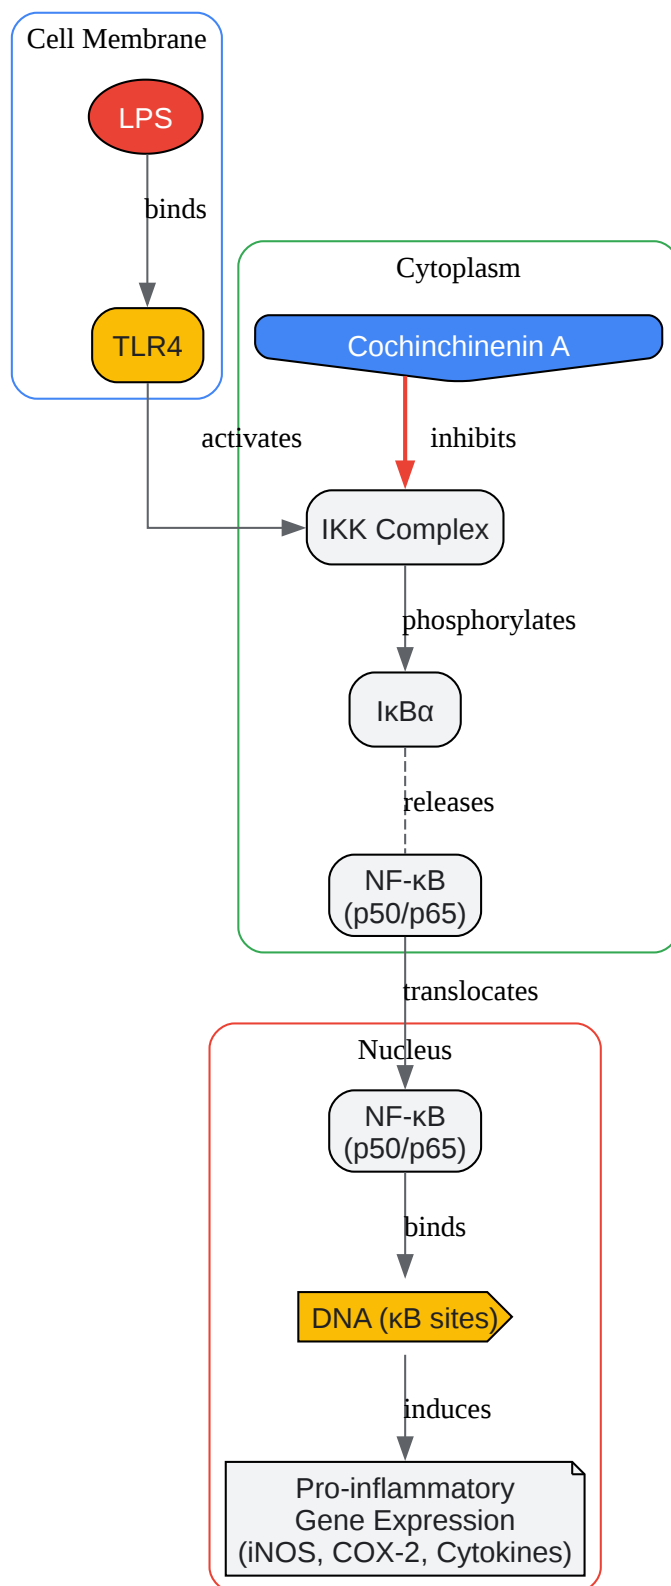 Cell Membrane
LPS
binds
TLR4
Cytoplasm
Cochinchinenin A
activates
inhibits
IKK Complex
phosphorylates
IκBα
releases
NF-κB
(p50/p65)
translocates
Nucleus
NF-κB
(p50/p65)
binds
DNA (κB sites)
induces
Pro-inflammatory
Gene Expression
(iNOS, COX-2, Cytokines)